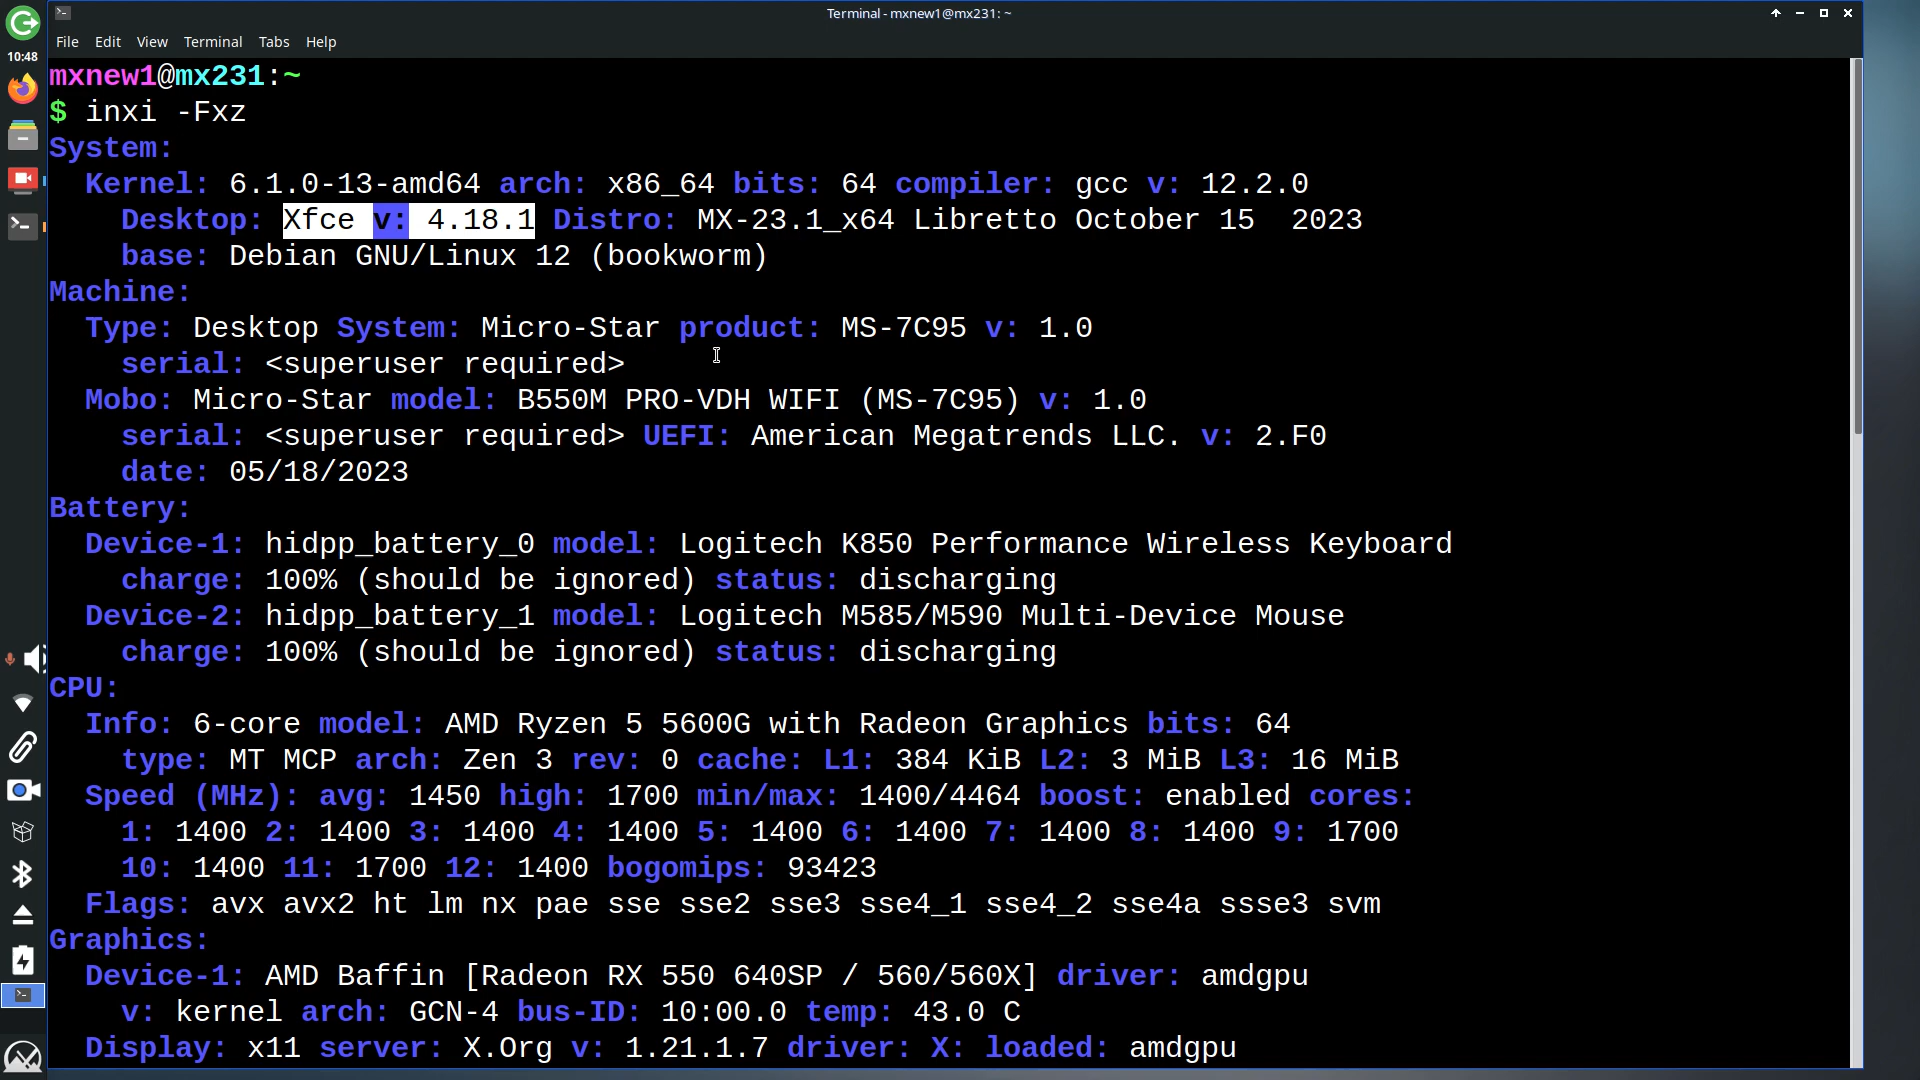 Terminal - mxnew1@mx231: ~
10:48
File Edit View Terminal Tabs Help
mxnew1@mx231:~
$ inxi -Fxz
System:
Kernel: 6.1.0-13-amd64 arch: x86_64 bits: 64 compiler: gcc v: 12.2.0
Desktop: Xfce v: 4.18.1 Distro: MX-23.1_x64 Libretto October 15  2023
base: Debian GNU/Linux 12 (bookworm)
Machine:
Type: Desktop System: Micro-Star product: MS-7C95 v: 1.0
serial: <superuser required>
Mobo: Micro-Star model: B550M PRO-VDH WIFI (MS-7C95) v: 1.0
serial: <superuser required> UEFI: American Megatrends LLC. v: 2.F0
date: 05/18/2023
Battery:
Device-1: hidpp_battery_0 model: Logitech K850 Performance Wireless Keyboard
charge: 100% (should be ignored) status: discharging
Device-2: hidpp_battery_1 model: Logitech M585/M590 Multi-Device Mouse
charge: 100% (should be ignored) status: discharging
CPU:
Info: 6-core model: AMD Ryzen 5 5600G with Radeon Graphics bits: 64
type: MT MCP arch: Zen 3 rev: 0 cache: L1: 384 KiB L2: 3 MiB L3: 16 MiB
Speed (MHz): avg: 1450 high: 1700 min/max: 1400/4464 boost: enabled cores:
1: 1400 2: 1400 3: 1400 4: 1400 5: 1400 6: 1400 7: 1400 8: 1400 9: 1700
10: 1400 11: 1700 12: 1400 bogomips: 93423
Flags: avx avx2 ht lm nx pae sse sse2 sse3 sse4_1 sse4_2 sse4a ssse3 svm
Graphics:
Device-1: AMD Baffin [Radeon RX 550 640SP / 560/560X] driver: amdgpu
v: kernel arch: GCN-4 bus-ID: 10:00.0 temp: 43.0 C
Display: x11 server: X.Org v: 1.21.1.7 driver: X: loaded: amdgpu